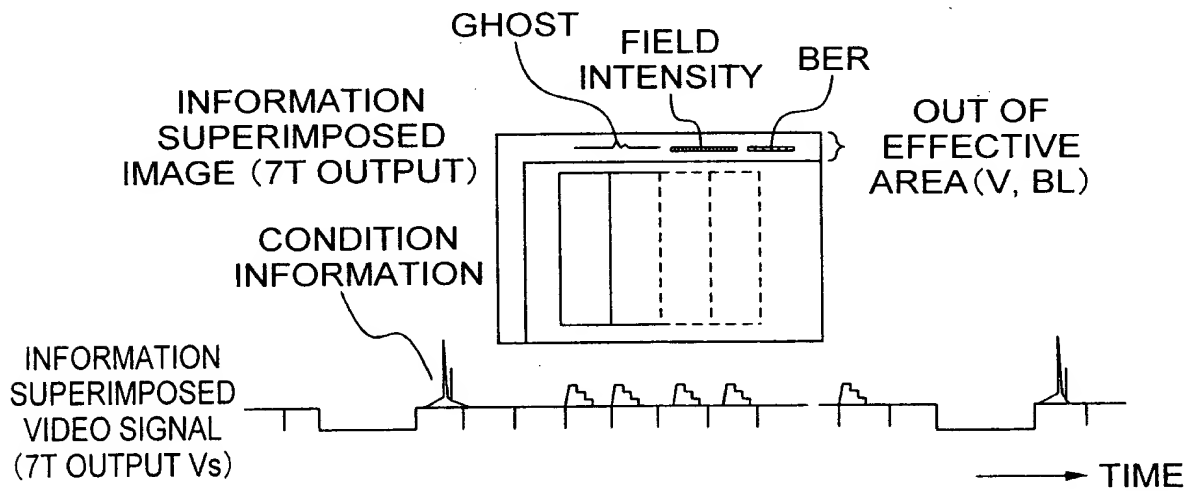 GHOST
FIELD
INTENSITY
BER
INFORMATION
SUPERIMPOSED
IMAGE (7T OUTPUT)
OUT OF
EFFECTIVE
AREA(V, BL)
CONDITION
INFORMATION
INFORMATION
SUPERIMPOSED
VIDEO SIGNAL
(7T OUTPUT Vs)
TIME